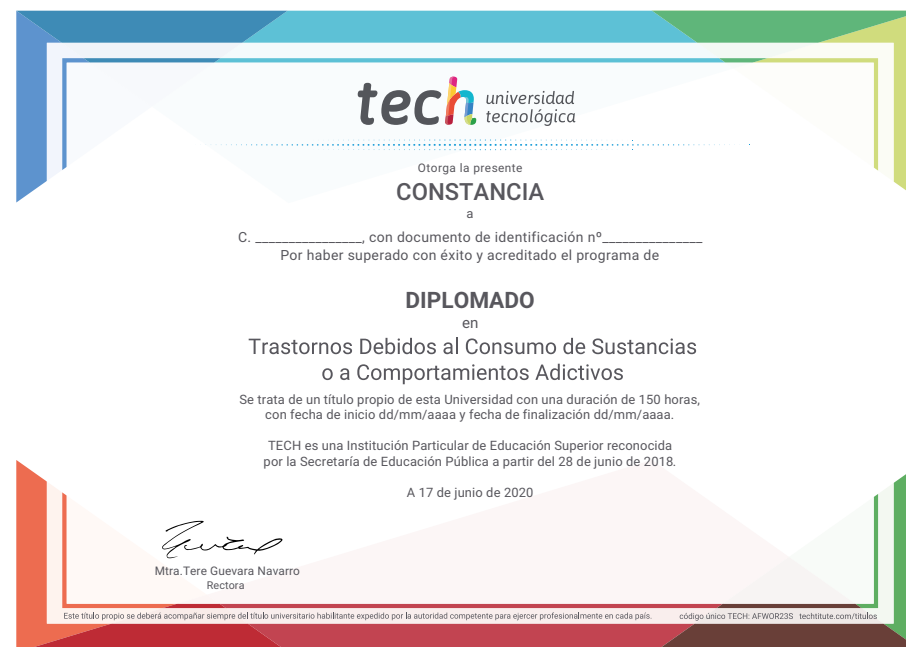 tech universidad
tecnológica
Otorga la presente
CONSTANCIA
a
C. ________________, con documento de identificación nº_______________
Por haber superado con éxito y acreditado el programa de
DIPLOMADO
en
Trastornos Debidos al Consumo de Sustancias
o a Comportamientos Adictivos
Se trata de un título propio de esta Universidad con una duración de 150 horas,
con fecha de inicio dd/mm/aaaa y fecha de finalización dd/mm/aaaa.
TECH es una Institución Particular de Educación Superior reconocida
por la Secretaría de Educación Pública a partir del 28 de junio de 2018.
A 17 de junio de 2020
Mtra.Tere Guevara Navarro
Rectora
Este título propio se deberá acompañar siempre del título universitario habilitante expedido por la autoridad competente para ejercer profesionalmente en cada país. código único TECH: AFWOR23S techtitute.com/titulos